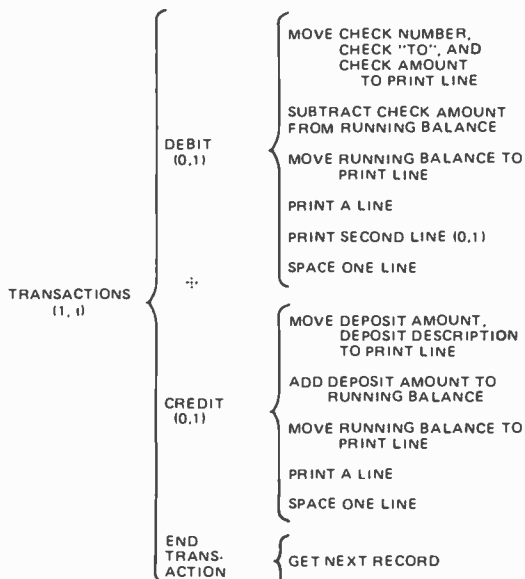 MOVE CHECK NUMBER,
CHECK "TO", AND
CHECK AMOUNT
TO PRINT LINE
SUBTRACT CHECK AMOUNT
FROM RUNNING BALANCE
DEBIT
(0,1)
MOVE RUNNING BALANCE TO
PRINT LINE
PRINT A LINE
PRINT SECOND LINE (0,1)
SPACE ONE LINE
TRANSACTIONS
(1, t)
MOVE DEPOSIT AMOUNT,
DEPOSIT DESCRIPTION
TO PRINT LINE
ADD DEPOSIT AMOUNT TO
RUNNING BALANCE
CREDIT
(0,1)
MOVE RUNNING BALANCE TO
PRINT LINE
PRINT A LINE
SPACE ONE LINE
END
TRANS-
ACTION
GET NEXT RECORD